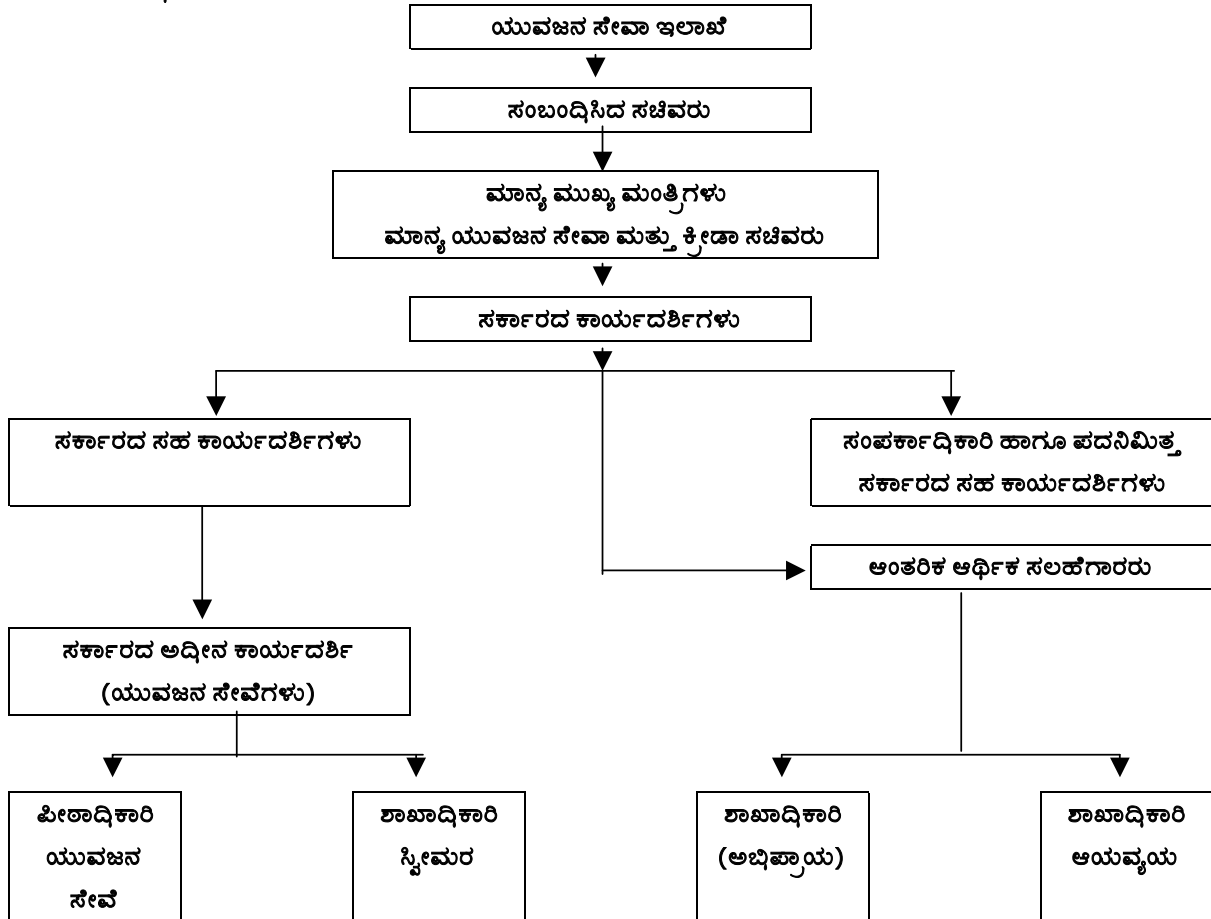 ಯುವಜನ ಸೇವಾ ಇಲಾಖೆ
ಸಂಬಂಧಿಸಿದ ಸಚಿವರು
ಮಾನ್ಯ ಮುಖ್ಯ ಮಂತ್ರಿಗಳು
ಮಾನ್ಯ ಯುವಜನ ಸೇವಾ ಮತ್ತು ಕ್ರೀಡಾ ಸಚಿವರು
ಸರ್ಕಾರದ ಕಾರ್ಯದರ್ಶಿಗಳು
ಸರ್ಕಾರದ ಸಹ ಕಾರ್ಯದರ್ಶಿಗಳು
ಸಂಪರ್ಕಾಧಿಕಾರಿ ಹಾಗೂ ಪದನಿಮಿತ್ತ
ಸರ್ಕಾರದ ಸಹ ಕಾರ್ಯದರ್ಶಿಗಳು
ಆಂತರಿಕ ಆರ್ಥಿಕ ಸಲಹೆಗಾರರು
ಸರ್ಕಾರದ ಅಧೀನ ಕಾರ್ಯದರ್ಶಿ
(ಯುವಜನ ಸೇವೆಗಳು)
ಪೀಠಾಧಿಕಾರಿ
ಯುವಜನ
ಸೇವೆ
ಶಾಖಾಧಿಕಾರಿ
ಸ್ವೀಮರ
ಶಾಖಾಧಿಕಾರಿ
(ಅಭಿಪ್ರಾಯ)
ಶಾಖಾಧಿಕಾರಿ
ಆಯವ್ಯಯ